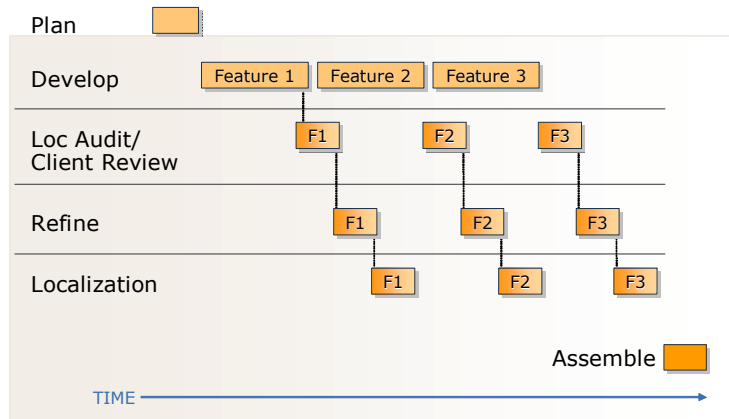 Plan
Develop
Feature 1
Feature 2
Feature 3
Loc Audit/
Client Review
F1
F2
F3
Refine
F1
F2
F3
Localization
F1
F2
F3
Assemble
TIME